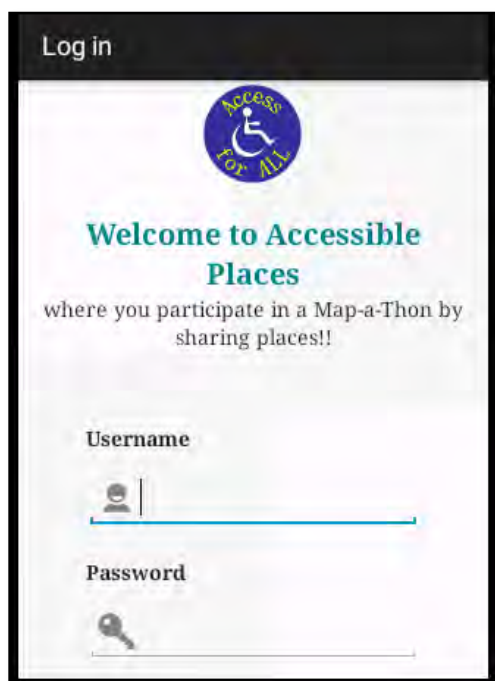 Log in
Access
for ALL
Welcome to Accessible
Places
where you participate in a Map-a-Thon by
sharing places!!
Username
Password